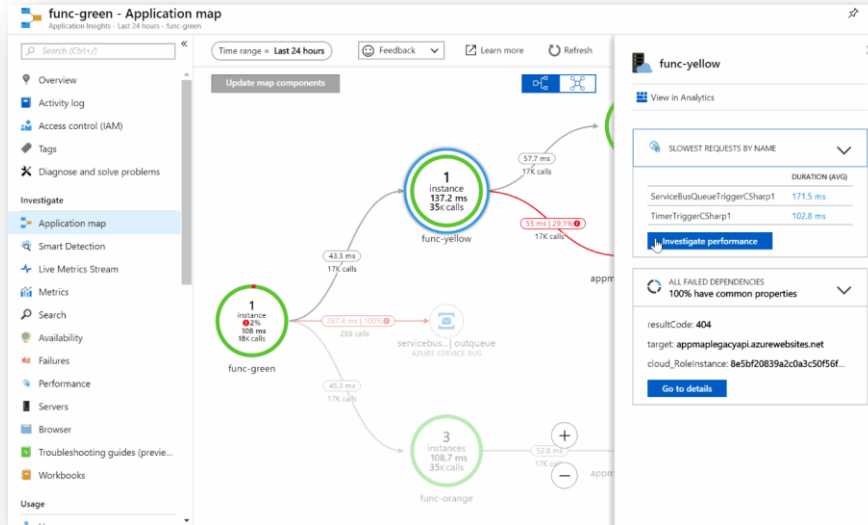 func-green - Application map
Application Insights - Last 24 hours - func-green
Search (Ctrl+/)
«
Overview
Activity log
Access control (IAM)
Tags
Diagnose and solve problems
Investigate
Application map
Smart Detection
Live Metrics Stream
Metrics
Search
Availability
Failures
Performance
Servers
Browser
Troubleshooting guides (previe...
Workbooks
Usage
Time range = Last 24 hours
Feedback
Learn more
Refresh
Update map components
1
instance
137.2 ms
35K calls
func-yellow
57.7 ms
17K calls
55 ms | 29.1%
17K calls
appm
43.3 ms
17K calls
1
instance
2%
108 ms
18K calls
func-green
267.4 ms | 100%
268 calls
servicebus...| outqueue
AZURE SERVICE BUS
45.3 ms
17K calls
3
instances
108.7 ms
35K calls
func-orange
52.8 ms
17K calls
appm
func-yellow
View in Analytics
SLOWEST REQUESTS BY NAME
DURATION (AVG)
ServiceBusQueueTriggerCSharp1 171.5 ms
TimerTriggerCSharp1 102.8 ms
Investigate performance
ALL FAILED DEPENDENCIES
100% have common properties
resultCode: 404
target: appmaplegacyapi.azurewebsites.net
cloud_RoleInstance: 8e5bf20839a2c0a3c50f56f...
Go to details